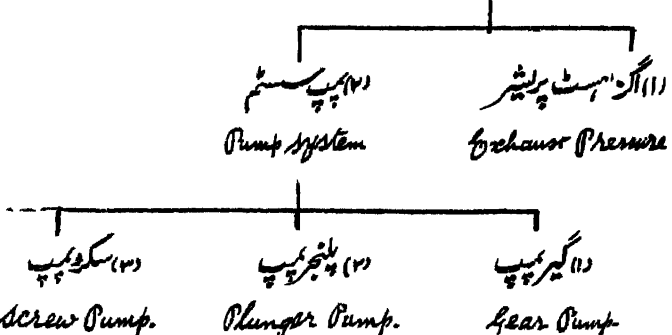 (۱) اگزاہسٹ پریشر (۲) پمپ سسٹم
Pump System Exhaust Pressure
(۱) گیر پمپ (۲) پلنجر پمپ (۳) سکرو پمپ
Screw Pump. Plunger Pump. Gear Pump.